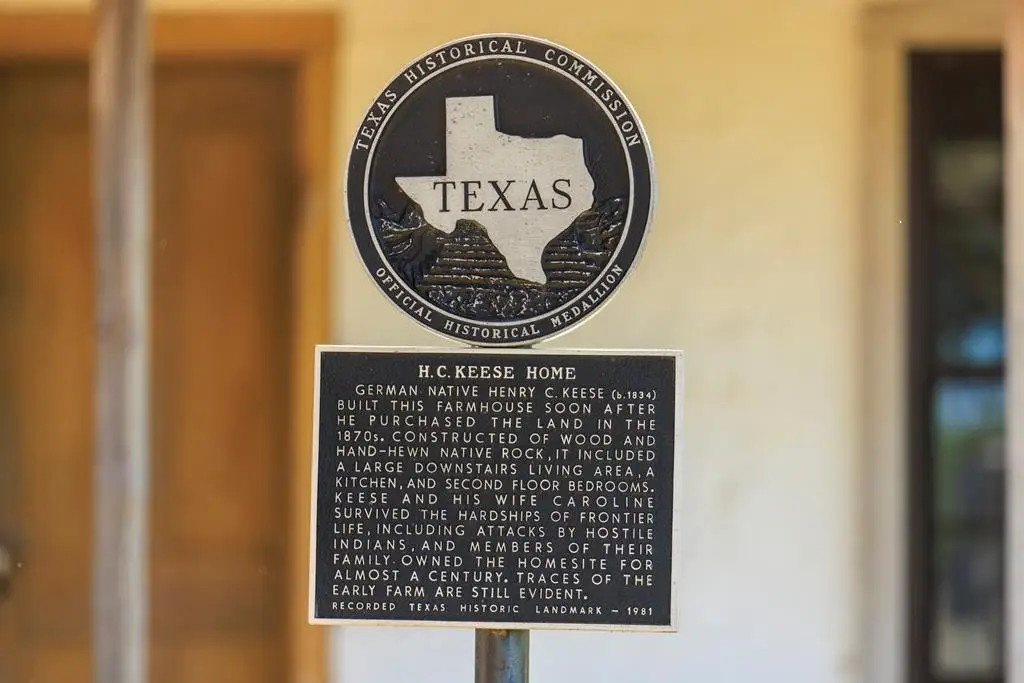 TEXAS HISTORICAL COMMISSION
TEXAS
OFFICIAL HISTORICAL MEDALLION
H.C. KEESE HOME
GERMAN NATIVE HENRY C. KEESE (b.1834)
BUILT THIS FARMHOUSE SOON AFTER
HE PURCHASED THE LAND IN THE
1870s. CONSTRUCTED OF WOOD AND
HAND-HEWN NATIVE ROCK, IT INCLUDED
A LARGE DOWNSTAIRS LIVING AREA, A
KITCHEN, AND SECOND FLOOR BEDROOMS.
KEESE AND HIS WIFE CAROLINE
SURVIVED THE HARDSHIPS OF FRONTIER
LIFE, INCLUDING ATTACKS BY HOSTILE
INDIANS, AND MEMBERS OF THEIR
FAMILY OWNED THE HOMESITE FOR
ALMOST A CENTURY. TRACES OF THE
EARLY FARM ARE STILL EVIDENT.
RECORDED TEXAS HISTORIC LANDMARK – 1981